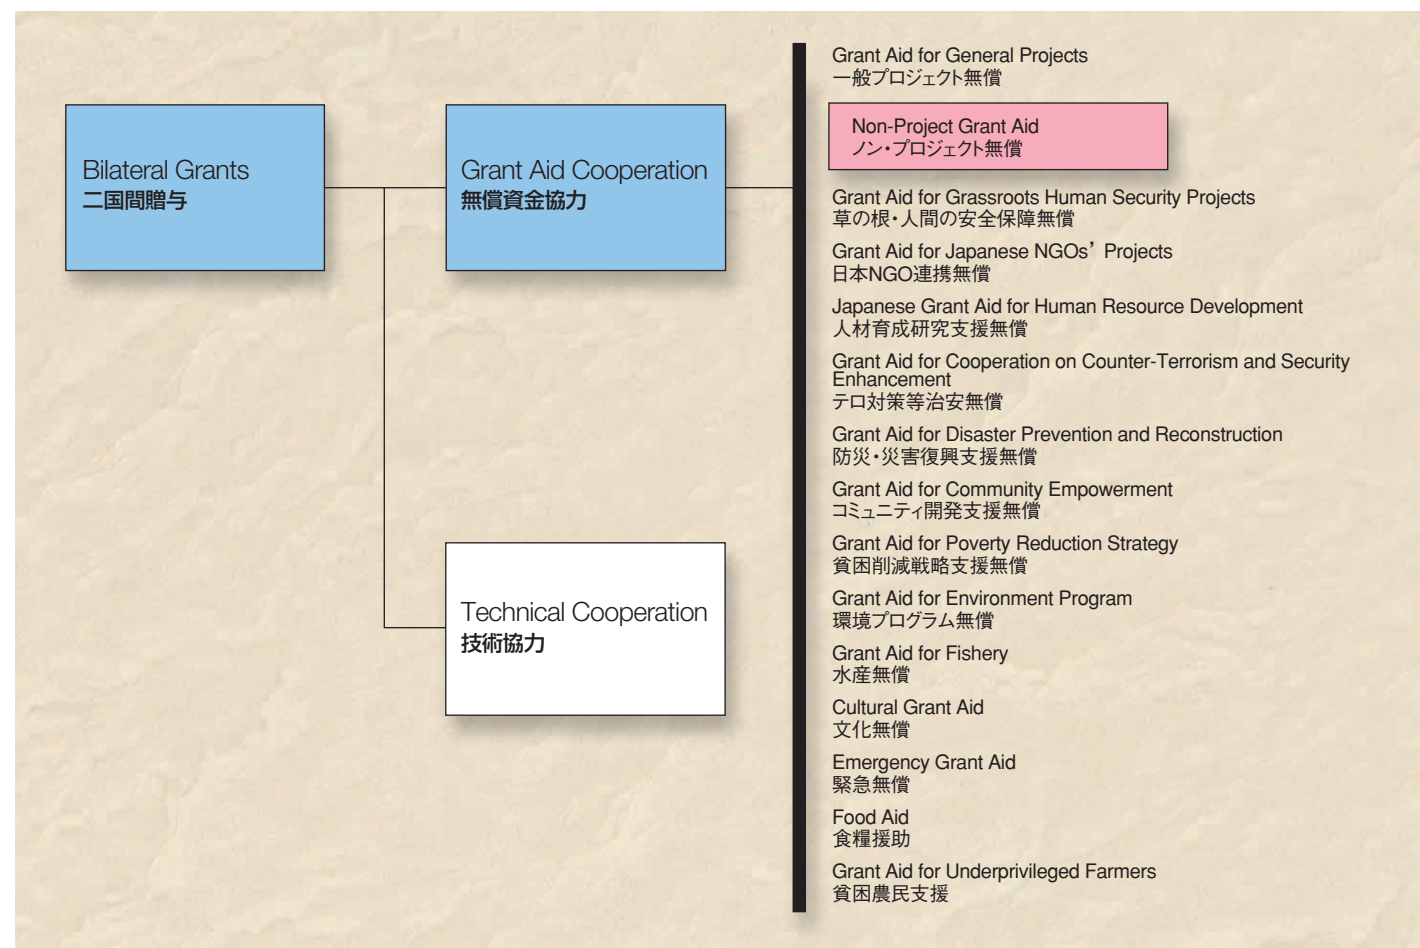 Bilateral Grants
二国間贈与
Grant Aid Cooperation
無償資金協力
Technical Cooperation
技術協力
Grant Aid for General Projects
一般プロジェクト無償
Non-Project Grant Aid
ノン・プロジェクト無償
Grant Aid for Grassroots Human Security Projects
草の根・人間の安全保障無償
Grant Aid for Japanese NGOs’ Projects
日本NGO連携無償
Japanese Grant Aid for Human Resource Development
人材育成研究支援無償
Grant Aid for Cooperation on Counter-Terrorism and Security
Enhancement
テロ対策等治安無償
Grant Aid for Disaster Prevention and Reconstruction
防災・災害復興支援無償
Grant Aid for Community Empowerment
コミュニティ開発支援無償
Grant Aid for Poverty Reduction Strategy
貧困削減戦略支援無償
Grant Aid for Environment Program
環境プログラム無償
Grant Aid for Fishery
水産無償
Cultural Grant Aid
文化無償
Emergency Grant Aid
緊急無償
Food Aid
食糧援助
Grant Aid for Underprivileged Farmers
貧困農民支援